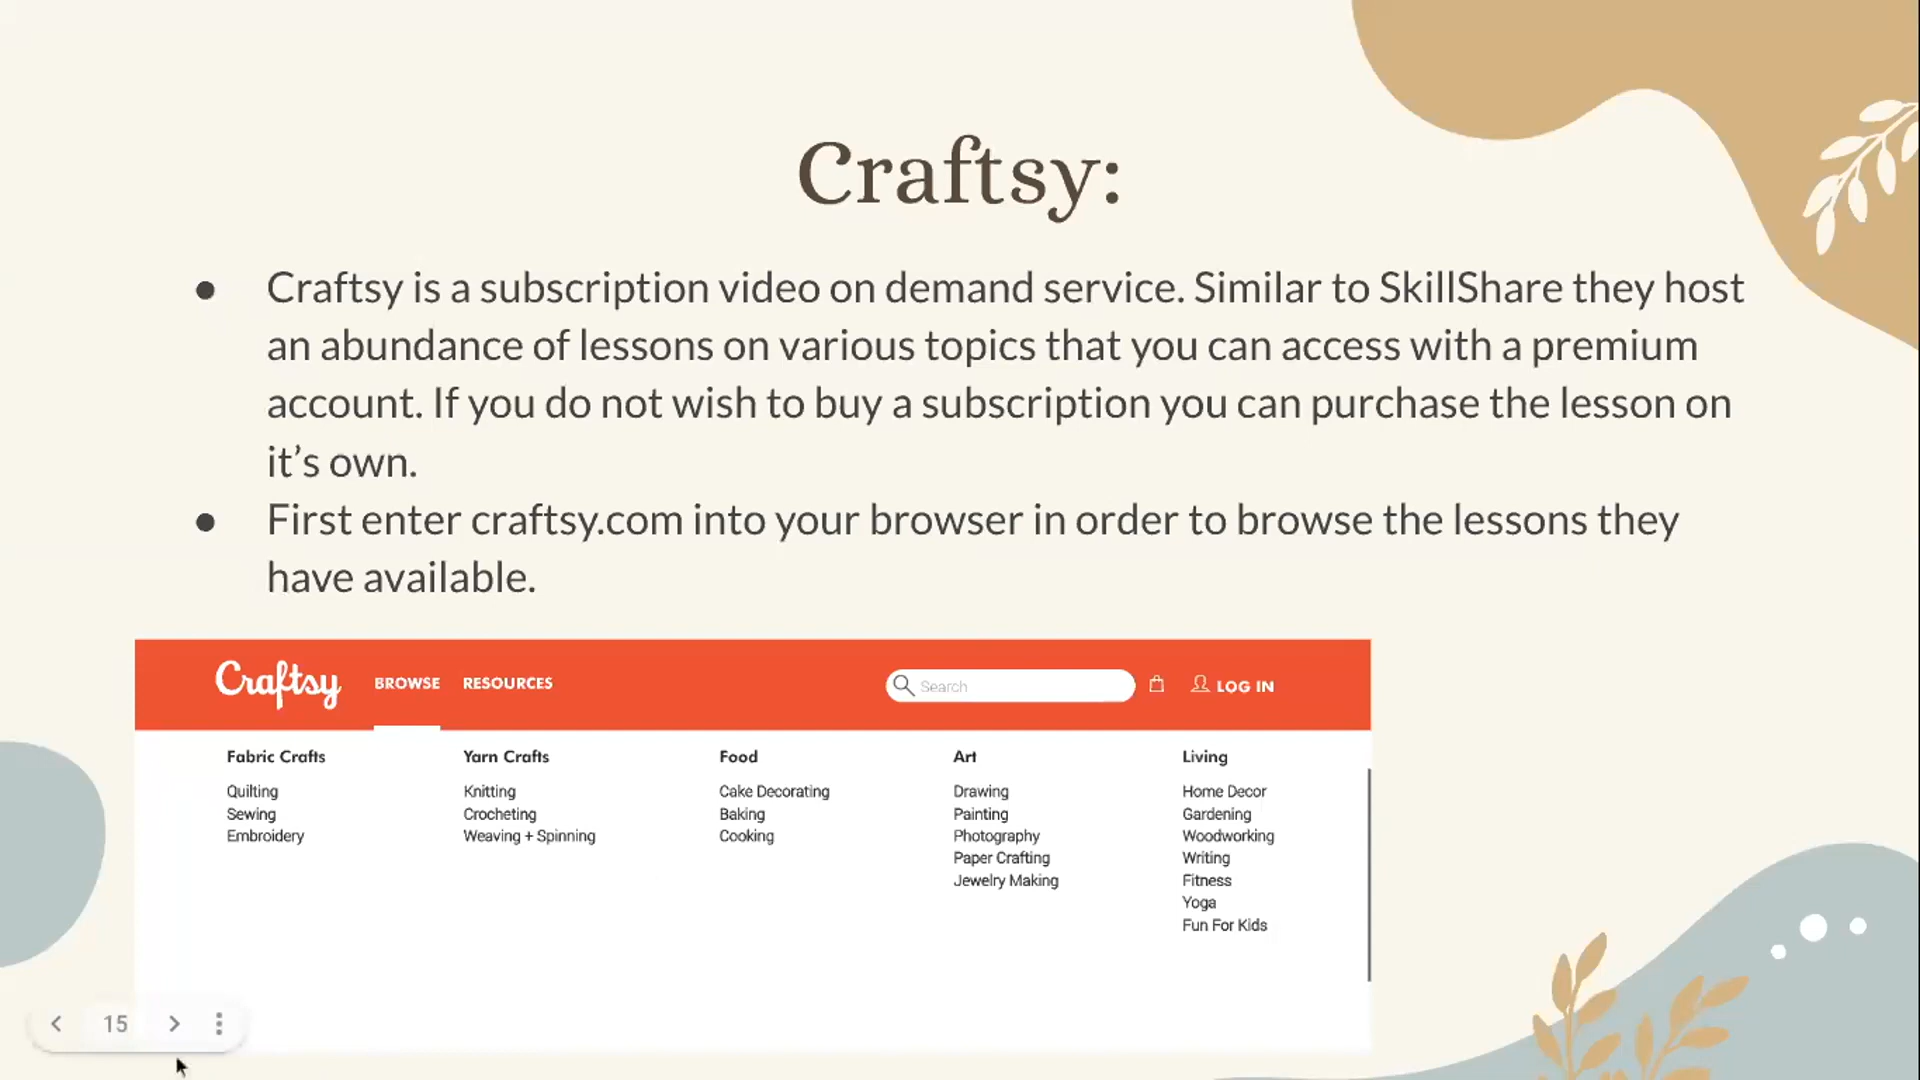 Craftsy:
● Craftsy is a subscription video on demand service. Similar to SkillShare they host
an abundance of lessons on various topics that you can access with a premium
account. If you do not wish to buy a subscription you can purchase the lesson on
it’s own.
● First enter craftsy.com into your browser in order to browse the lessons they
have available.
Craftsy BROWSE RESOURCES Search LOG IN
Fabric Crafts
Quilting
Sewing
Embroidery
Yarn Crafts
Knitting
Crocheting
Weaving + Spinning
Food
Cake Decorating
Baking
Cooking
Art
Drawing
Painting
Photography
Paper Crafting
Jewelry Making
Living
Home Decor
Gardening
Woodworking
Writing
Fitness
Yoga
Fun For Kids
15